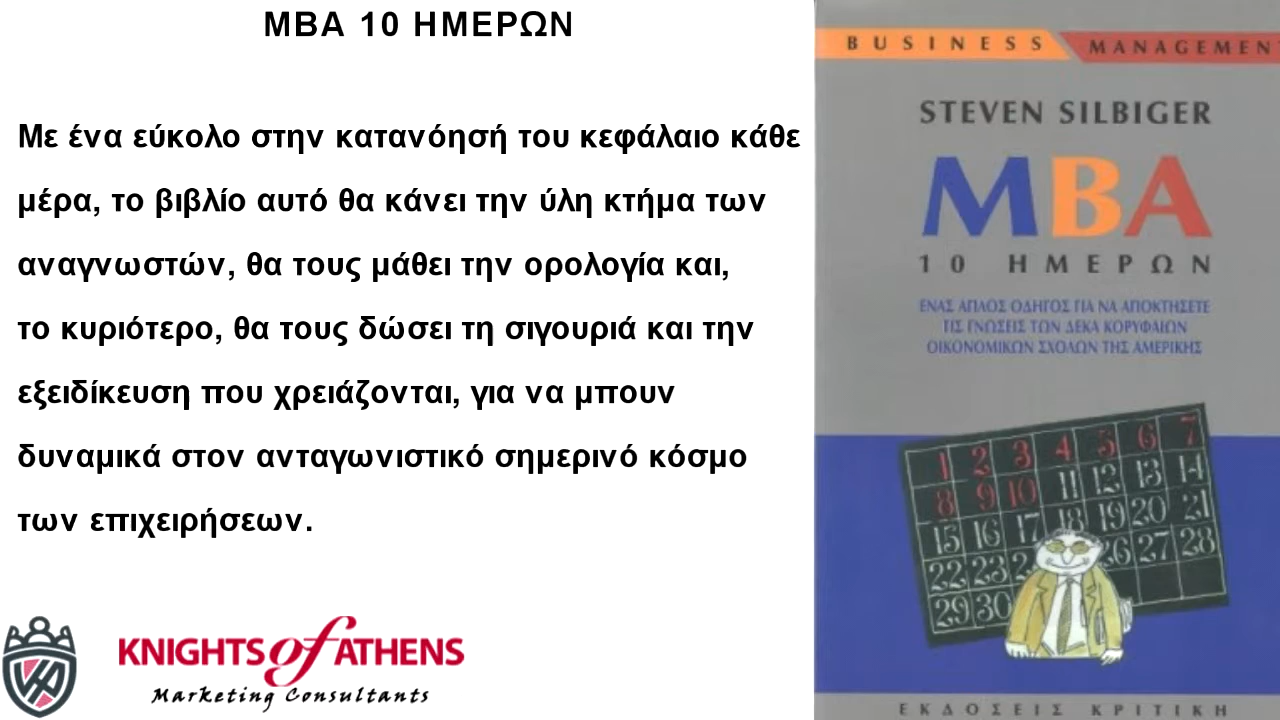 ΜΒΑ 10 ΗΜΕΡΩΝ
Με ένα εύκολο στην κατανόησή του κεφάλαιο κάθε
μέρα, το βιβλίο αυτό θα κάνει την ύλη κτήμα των
αναγνωστών, θα τους μάθει την ορολογία και,
το κυριότερο, θα τους δώσει τη σιγουριά και την
εξειδίκευση που χρειάζονται, για να μπουν
δυναμικά στον ανταγωνιστικό σημερινό κόσμο
των επιχειρήσεων.
KNIGHTS of ATHENS
Marketing Consultants
BUSINESS MANAGEMENT
STEVEN SILBIGER
MBA
10 ΗΜΕΡΩΝ
ΕΝΑΣ ΑΠΛΟΣ ΟΔΗΓΟΣ ΓΙΑ ΝΑ ΑΠΟΚΤΗΣΕΤΕ
ΤΙΣ ΓΝΩΣΕΙΣ ΤΩΝ ΔΕΚΑ ΚΟΡΥΦΑΙΩΝ
ΟΙΚΟΝΟΜΙΚΩΝ ΣΧΟΛΩΝ ΤΗΣ ΑΜΕΡΙΚΗΣ
1 2 3 4 5 6 7
8 9 10 11 12 13 14
15 16 17 18 19 20 21
22 23 2 26 27 28
29 30
ΕΚΔΟΣΕΙΣ ΚΡΙΤΙΚΗ